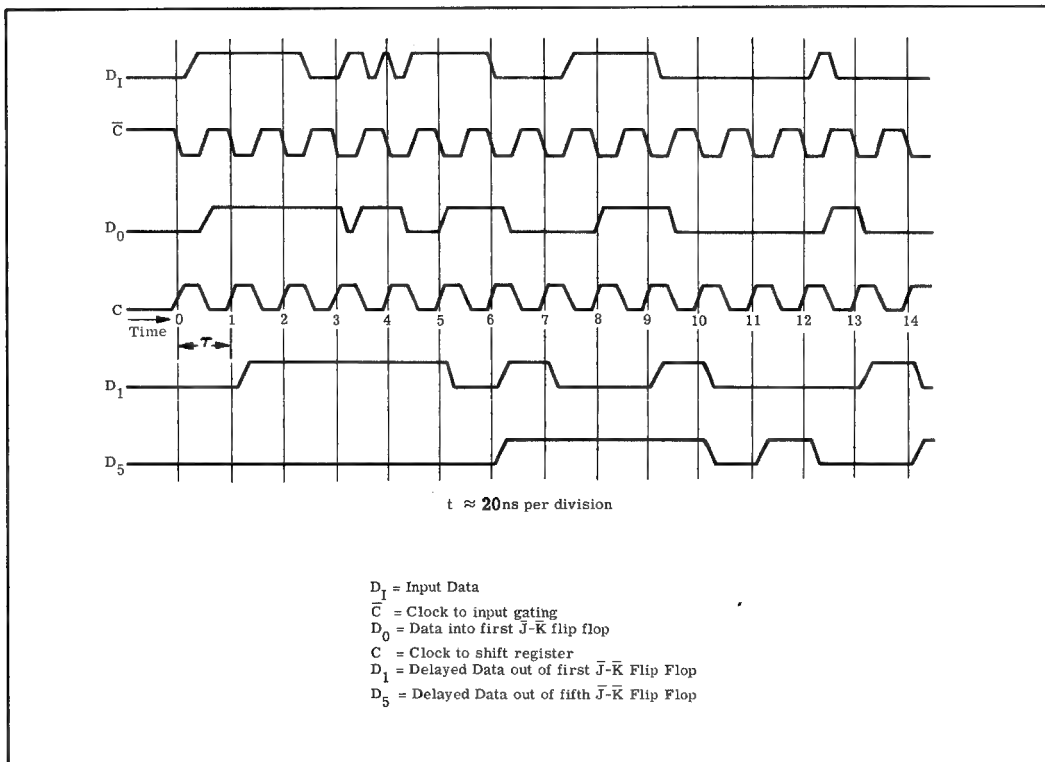 D_I
C̅
D_0
C
0 1 2 3 4 5 6 7 8 9 10 11 12 13 14
Time
τ
D_1
D_5
t ≈ 20ns per division
D_I = Input Data
C̅ = Clock to input gating
D_0 = Data into first J̅-K̅ flip flop
C = Clock to shift register
D_1 = Delayed Data out of first J̅-K̅ Flip Flop
D_5 = Delayed Data out of fifth J̅-K̅ Flip Flop